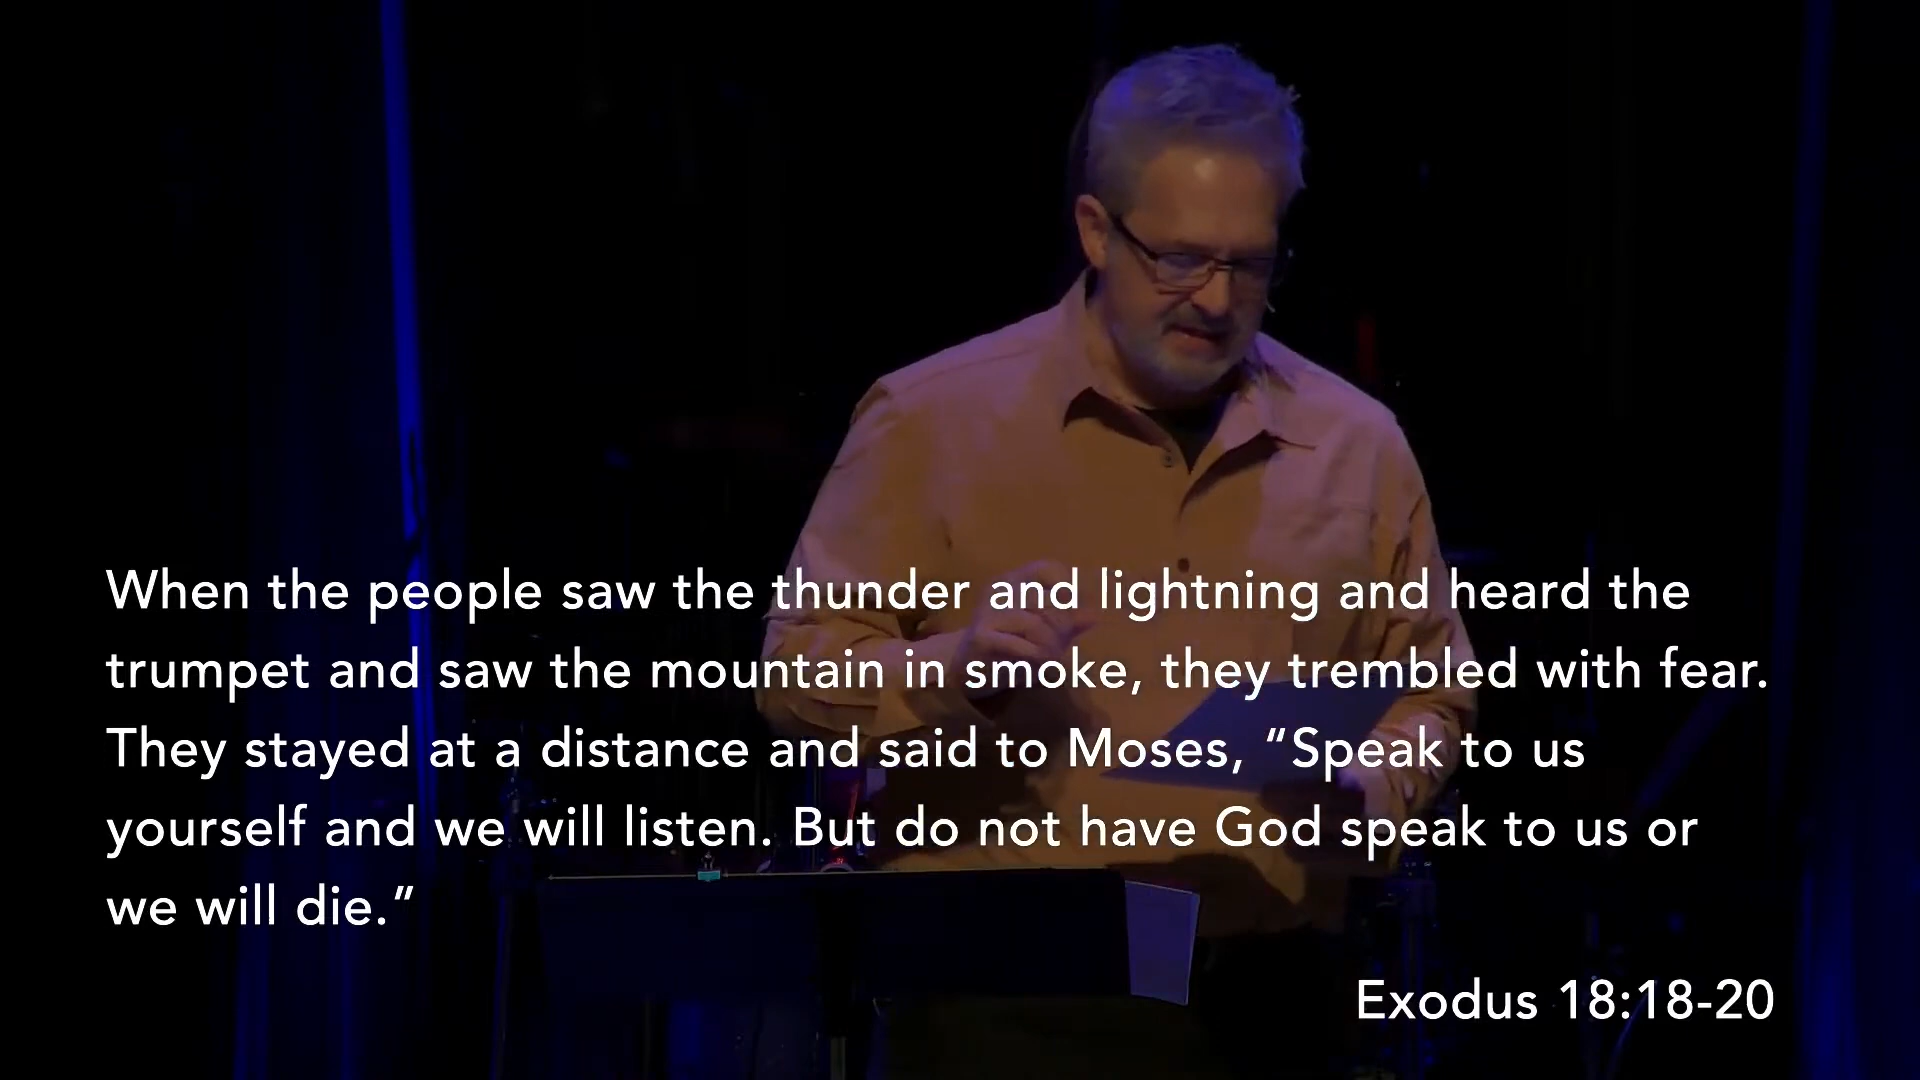 When the people saw the thunder and lightning and heard the
trumpet and saw the mountain in smoke, they trembled with fear.
They stayed at a distance and said to Moses, “Speak to us
yourself and we will listen. But do not have God speak to us or
we will die.”
Exodus 18:18-20